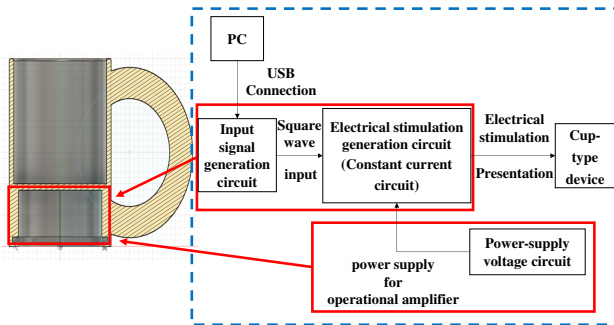 PC
USB
Connection
Input
signal
generation
circuit
Square
wave
input
Electrical stimulation
generation circuit
(Constant current
circuit)
Electrical
stimulation
Presentation
Cup-
type
device
Power-supply
voltage circuit
power supply
for
operational amplifier